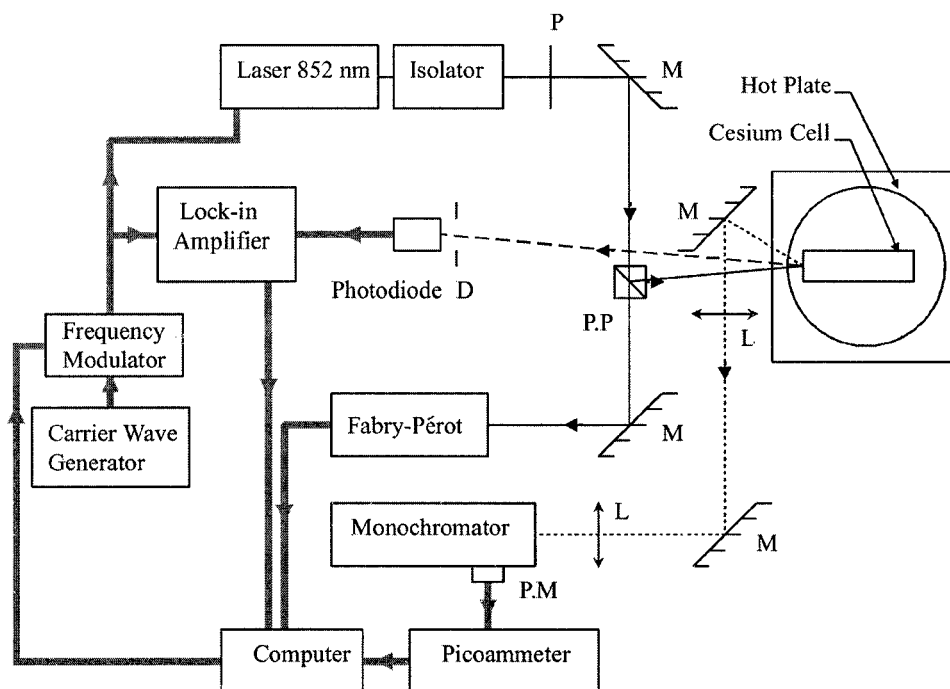 P
Laser 852 nm
Isolator
M
Hot Plate
Cesium Cell
Lock-in
Amplifier
M
Photodiode D
P.P
L
Frequency
Modulator
Carrier Wave
Generator
Fabry-Pérot
M
Monochromator
L
M
P.M
Computer
Picoammeter